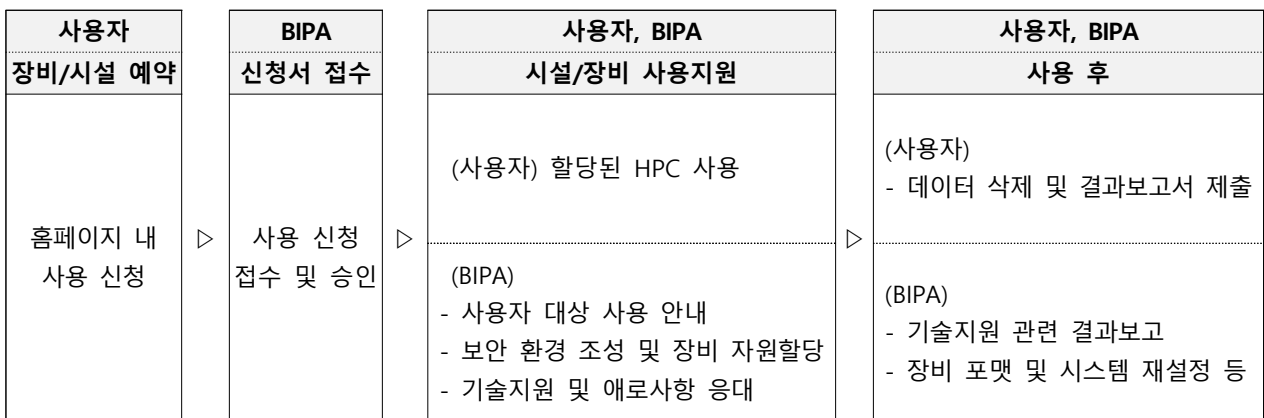 사용자
장비/시설 예약
홈페이지 내
사용 신청
▷
BIPA
신청서 접수
사용 신청
접수 및 승인
▷
사용자, BIPA
시설/장비 사용지원
(사용자) 할당된 HPC 사용
(BIPA)
- 사용자 대상 사용 안내
- 보안 환경 조성 및 장비 자원할당
- 기술지원 및 애로사항 응대
▷
사용자, BIPA
사용 후
(사용자)
- 데이터 삭제 및 결과보고서 제출
(BIPA)
- 기술지원 관련 결과보고
- 장비 포맷 및 시스템 재설정 등